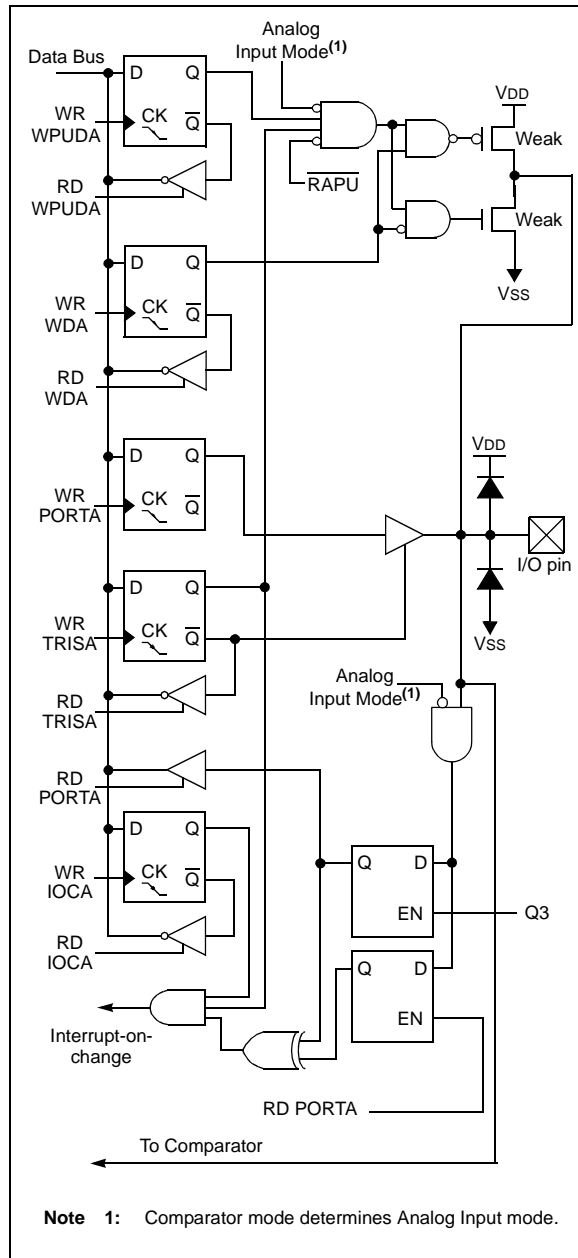 Analog
Input Mode(1)
Data Bus
D Q
WR
WPUDA
CK Q
VDD
Weak
RD
WPUDA
RAPU
Weak
VSS
D Q
WR
WDA
CK Q
RD
WDA
D Q
WR
PORTA
CK Q
VDD
I/O pin
VSS
D Q
WR
TRISA
CK Q
RD
TRISA
Analog
Input Mode(1)
RD
PORTA
D Q
WR
IOCA
CK Q
Q D
EN
Q3
RD
IOCA
Q D
EN
Interrupt-on-
change
RD PORTA
To Comparator
Note 1: Comparator mode determines Analog Input mode.